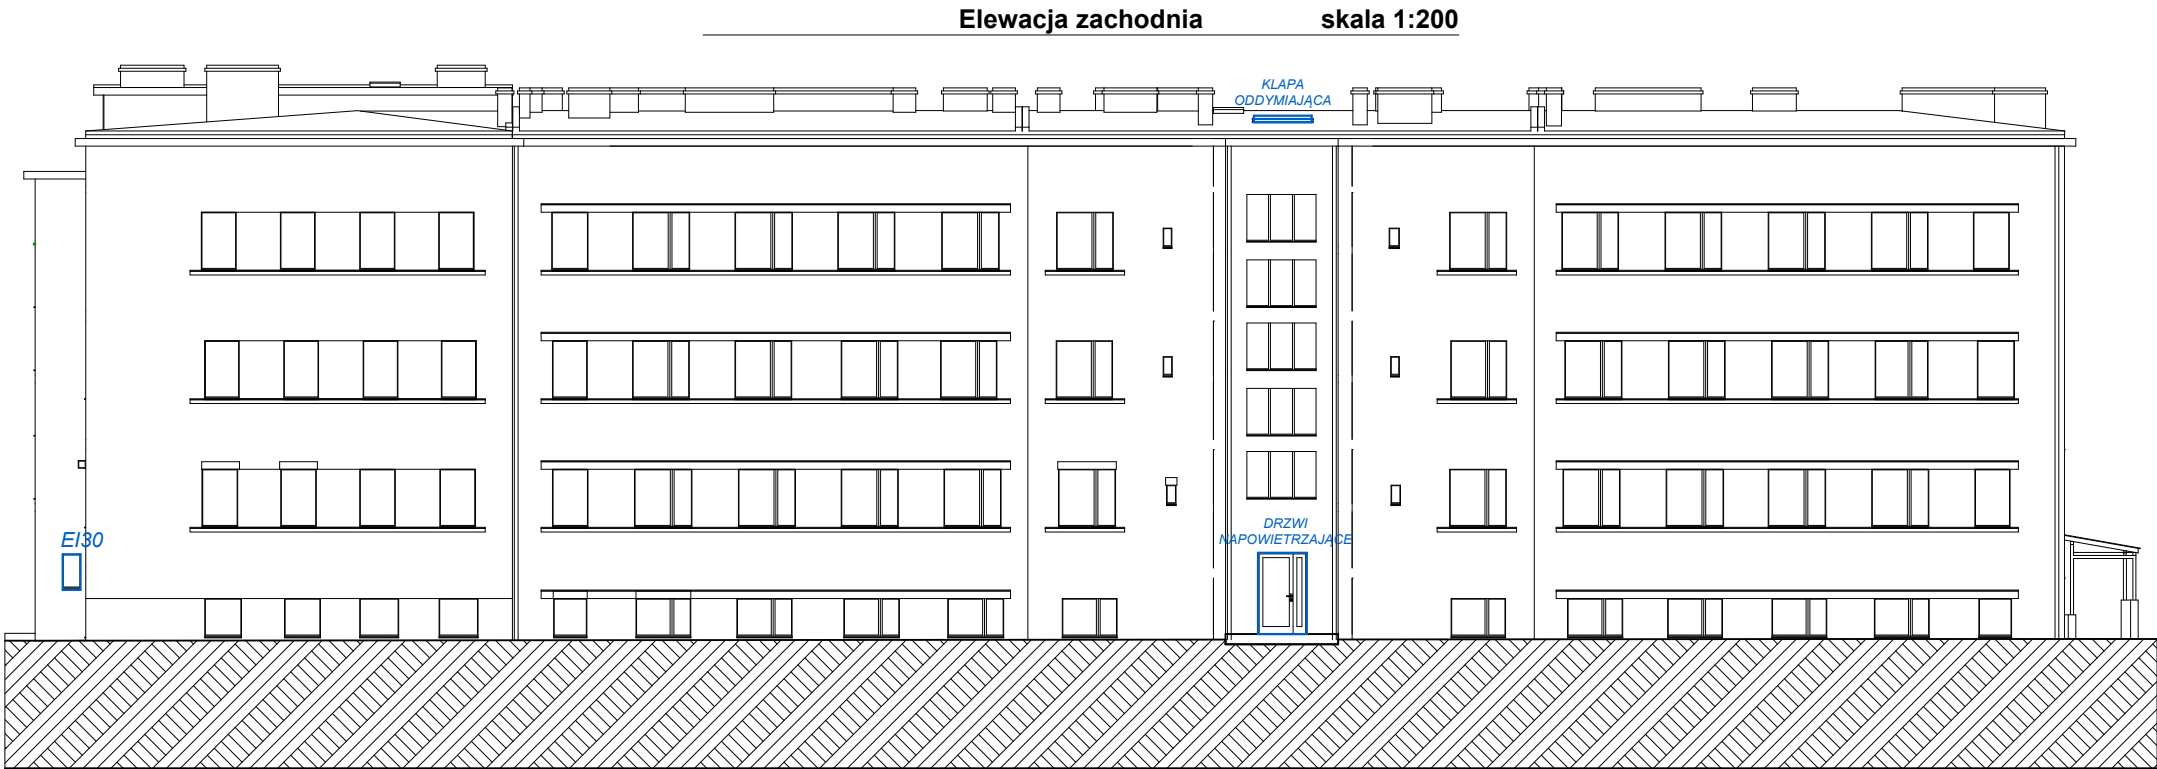 Elewacja zachodnia skala 1:200
KLAPA
ODDYMIAJĄCA
DRZWI
NAPOWIETRZAJĄCE
EI30